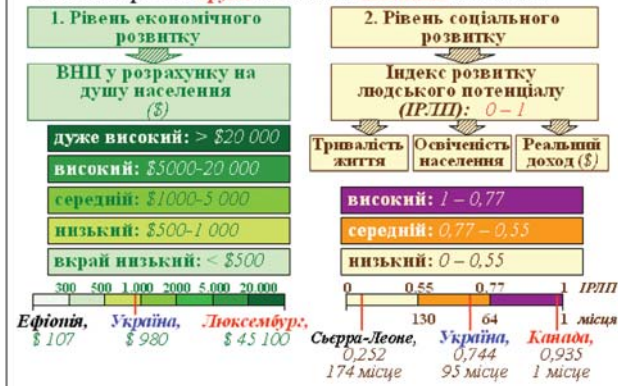 1. Рівень економічного
розвитку
ВНП у розрахунку на
душу населення
($)
дуже високий: > $20 000
високий: $5000-20 000
середній: $1000-5 000
низький: $500-1 000
вкрай низький: < $500
300 500 1.000 2000 5.000 20.000
Ефіопія,
$ 107
Україна,
$ 980
Люксембург,
$ 45 100
2. Рівень соціального
розвитку
Індекс розвитку
людського потенціалу
(ІРЛП): 0 – 1
Тривалість
життя
Освіченість
населення
Реальний
доход ($)
високий: 1 – 0,77
середній: 0,77 – 0,55
низький: 0 – 0,55
0 0.55 0.77 1 ІРЛП
130 64 1 місця
Сьєрра-Леоне,
0,252
174 місце
Україна,
0,744
95 місце
Канада,
0,935
1 місце